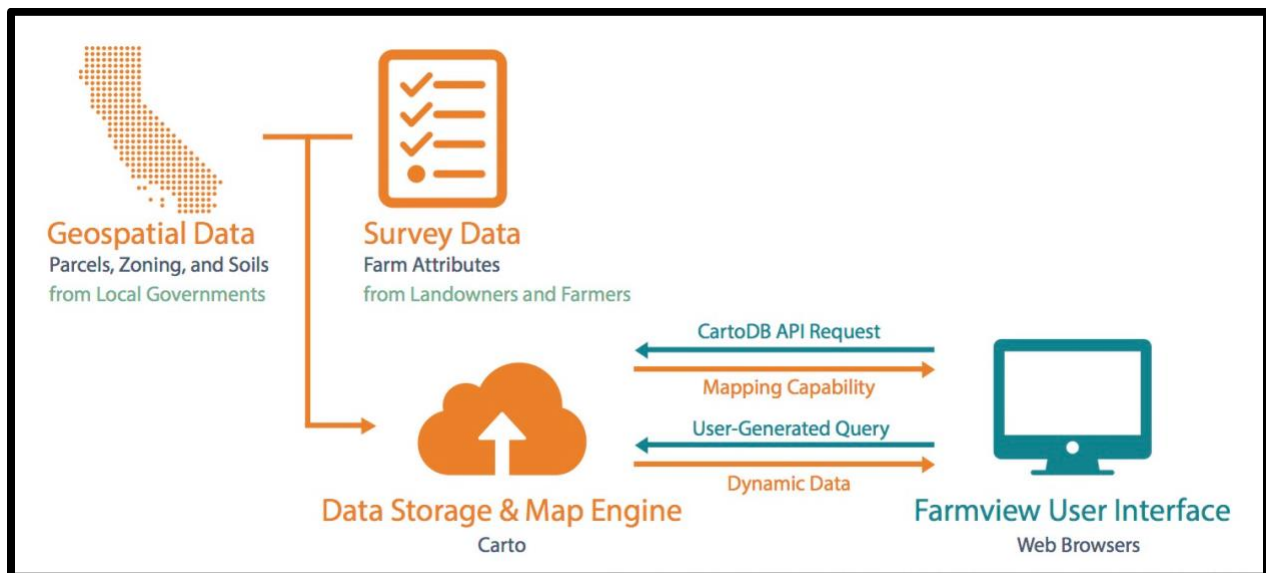 Geospatial Data
Parcels, Zoning, and Soils
from Local Governments
Survey Data
Farm Attributes
from Landowners and Farmers
CartoDB API Request
Mapping Capability
User-Generated Query
Dynamic Data
Data Storage & Map Engine
Carto
Farmview User Interface
Web Browsers